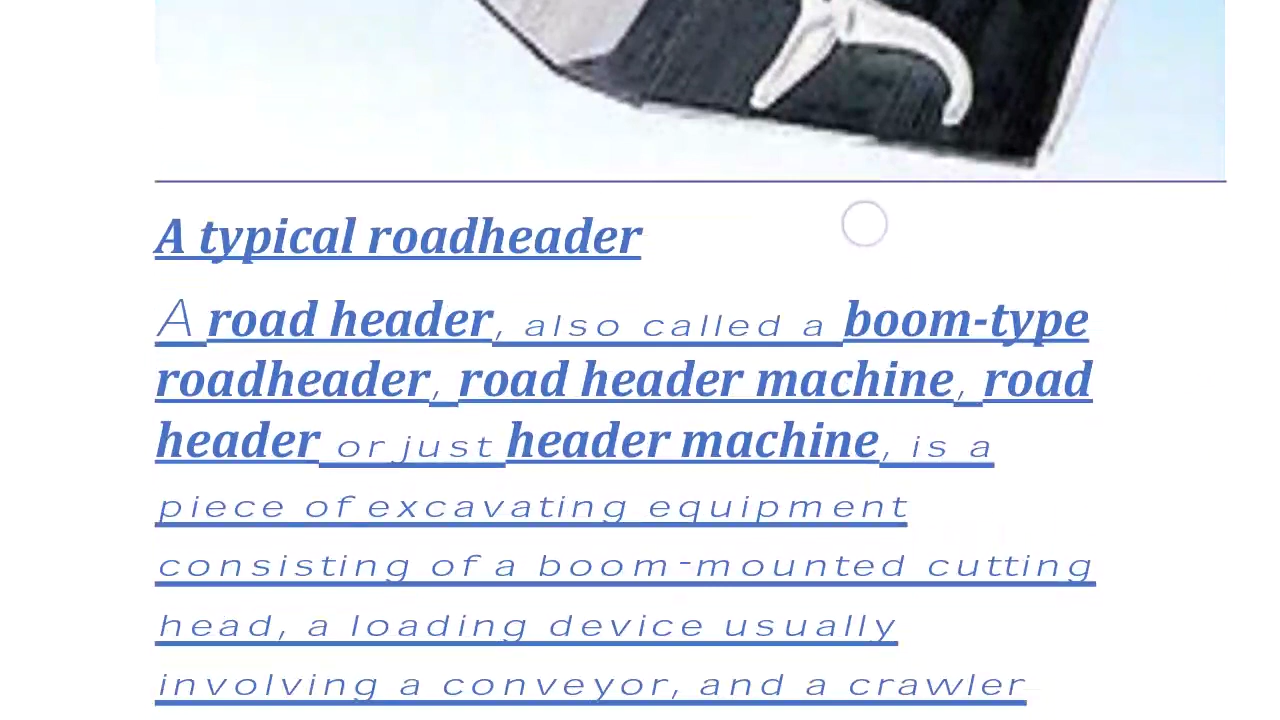 A typical roadheader
A road header, also called a boom-type
roadheader, road header machine, road
header or just header machine, is a
piece of excavating equipment
consisting of a boom-mounted cutting
head, a loading device usually
involving a conveyor, and a crawler